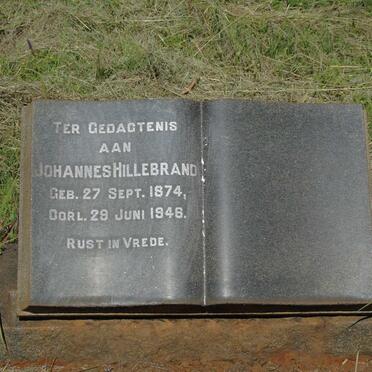 TER GEDAGTENIS
AAN
JOHANNES HILLEBRAND
GEB. 27 SEPT. 1874,
OORL. 29 JUNI 1946.
RUST IN VREDE.